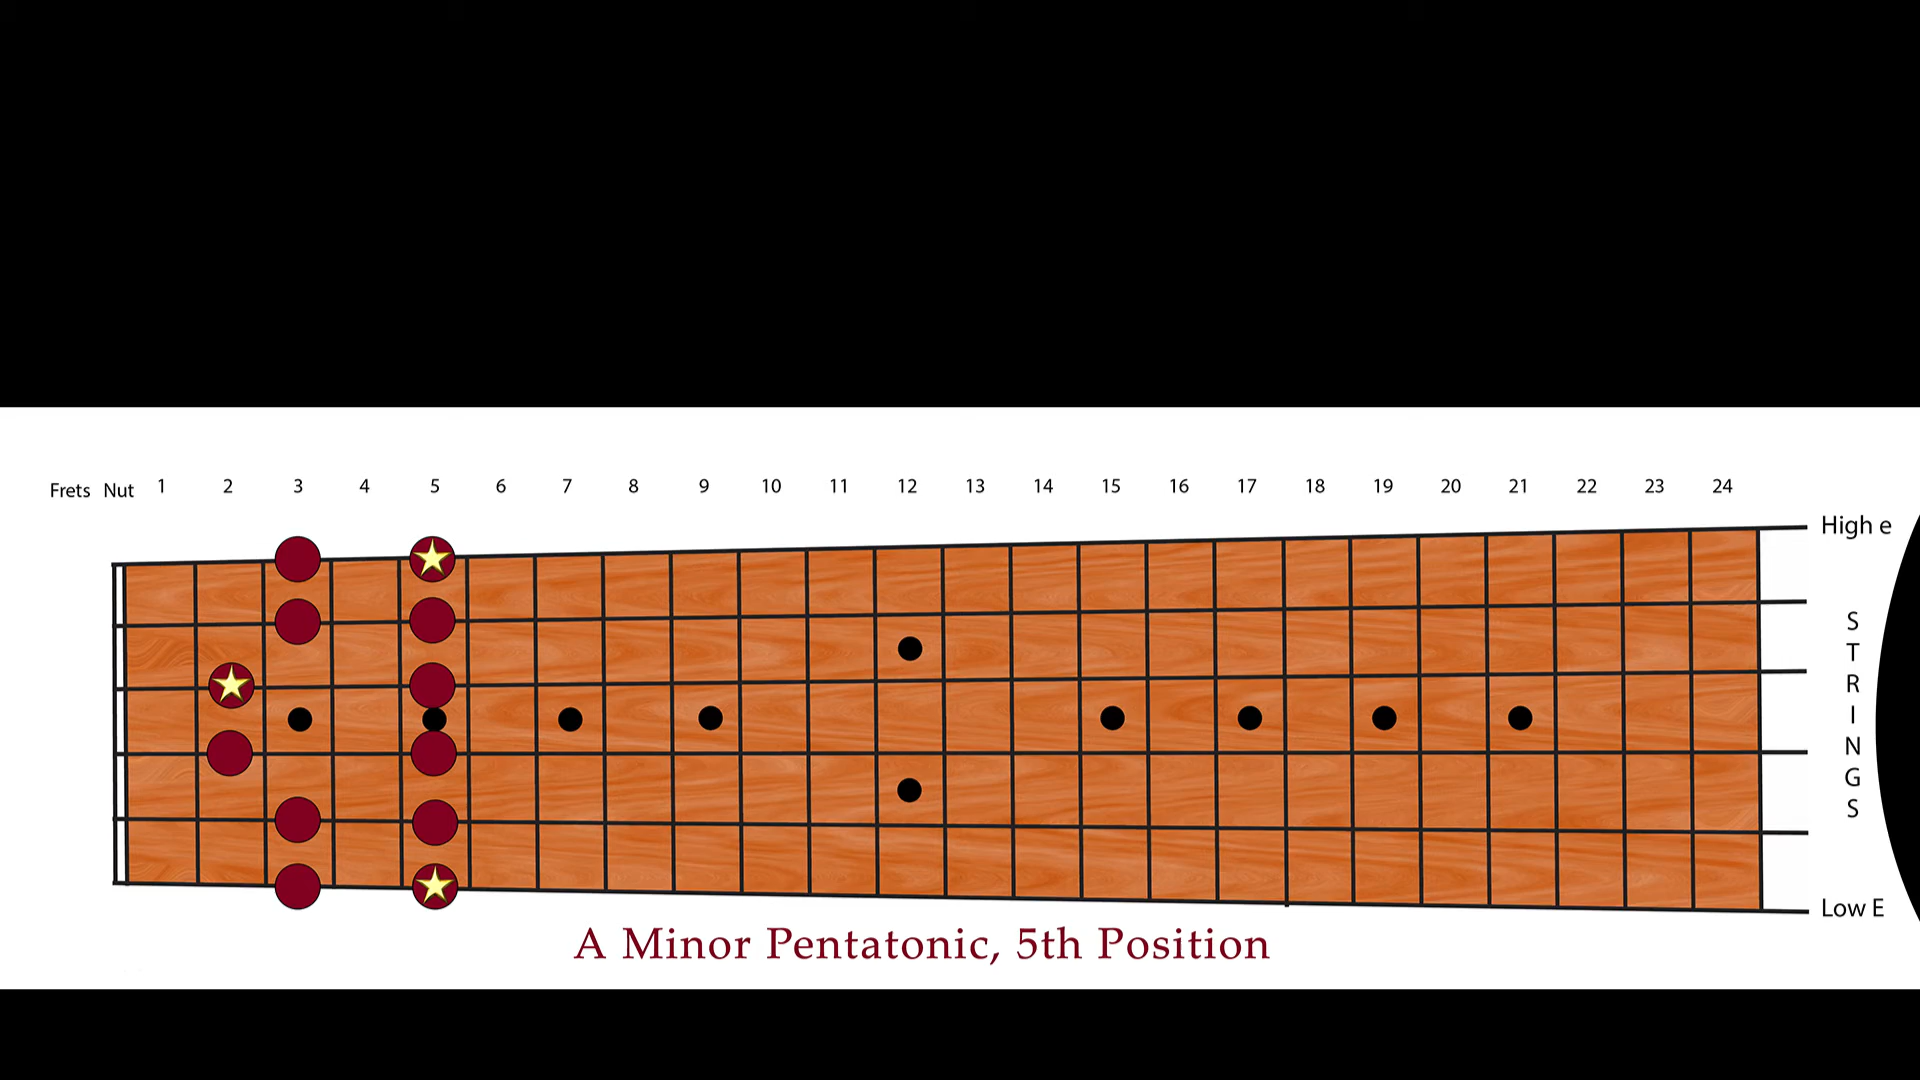 Frets Nut 1 2 3 4 5 6 7 8 9 10 11 12 13 14 15 16 17 18 19 20 21 22 23 24
High e
S
T
R
I
N
G
S
Low E
A Minor Pentatonic, 5th Position